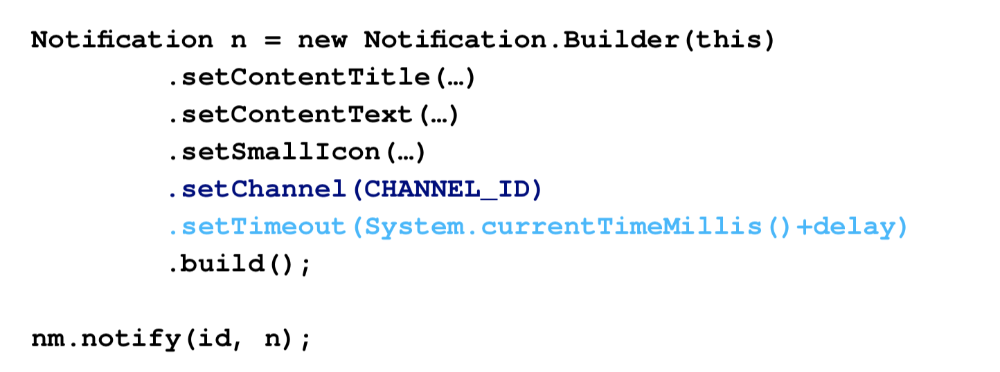 Notification n = new Notification.Builder(this)
.setContentTitle(…)
.setContentText(…)
.setSmallIcon(…)
.setChannel(CHANNEL_ID)
.setTimeout(System.currentTimeMillis()+delay)
.build();
nm.notify(id, n);